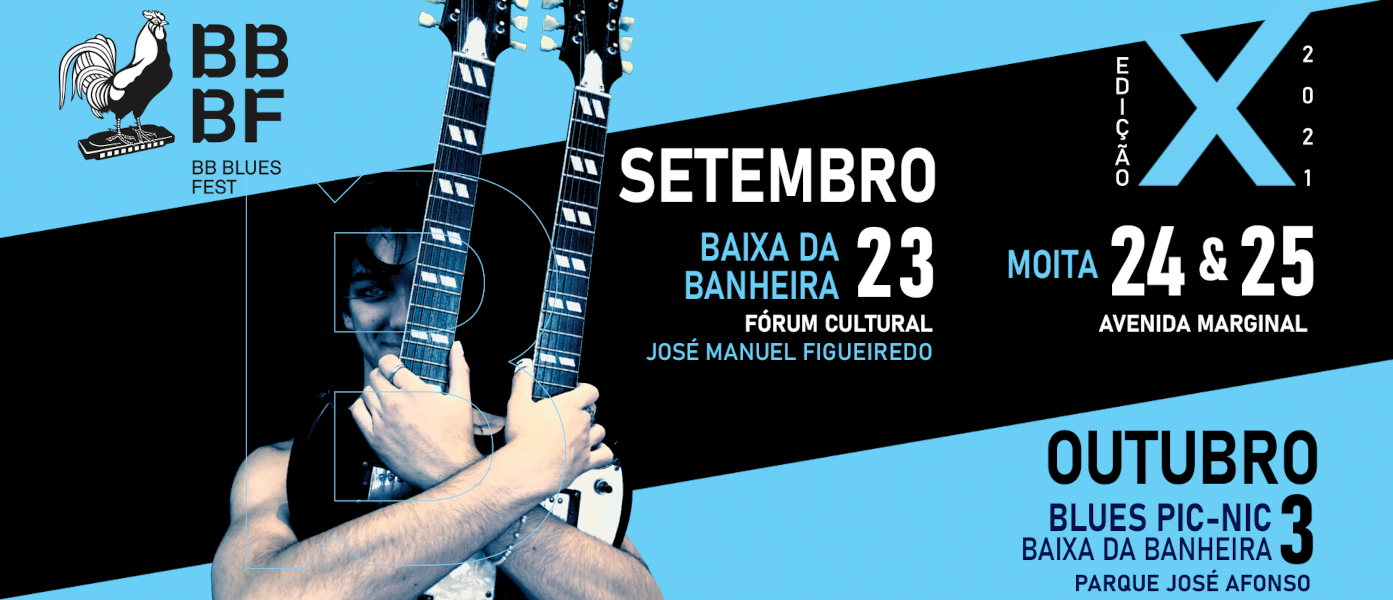 BB
BF
BB BLUES
FEST
EDIÇÃO
X
2021
SETEMBRO
BAIXA DA
BANHEIRA
23
FÓRUM CULTURAL
JOSÉ MANUEL FIGUEIREDO
MOITA 24 & 25
AVENIDA MARGINAL
OUTUBRO
BLUES PIC-NIC
BAIXA DA BANHEIRA
3
PARQUE JOSÉ AFONSO